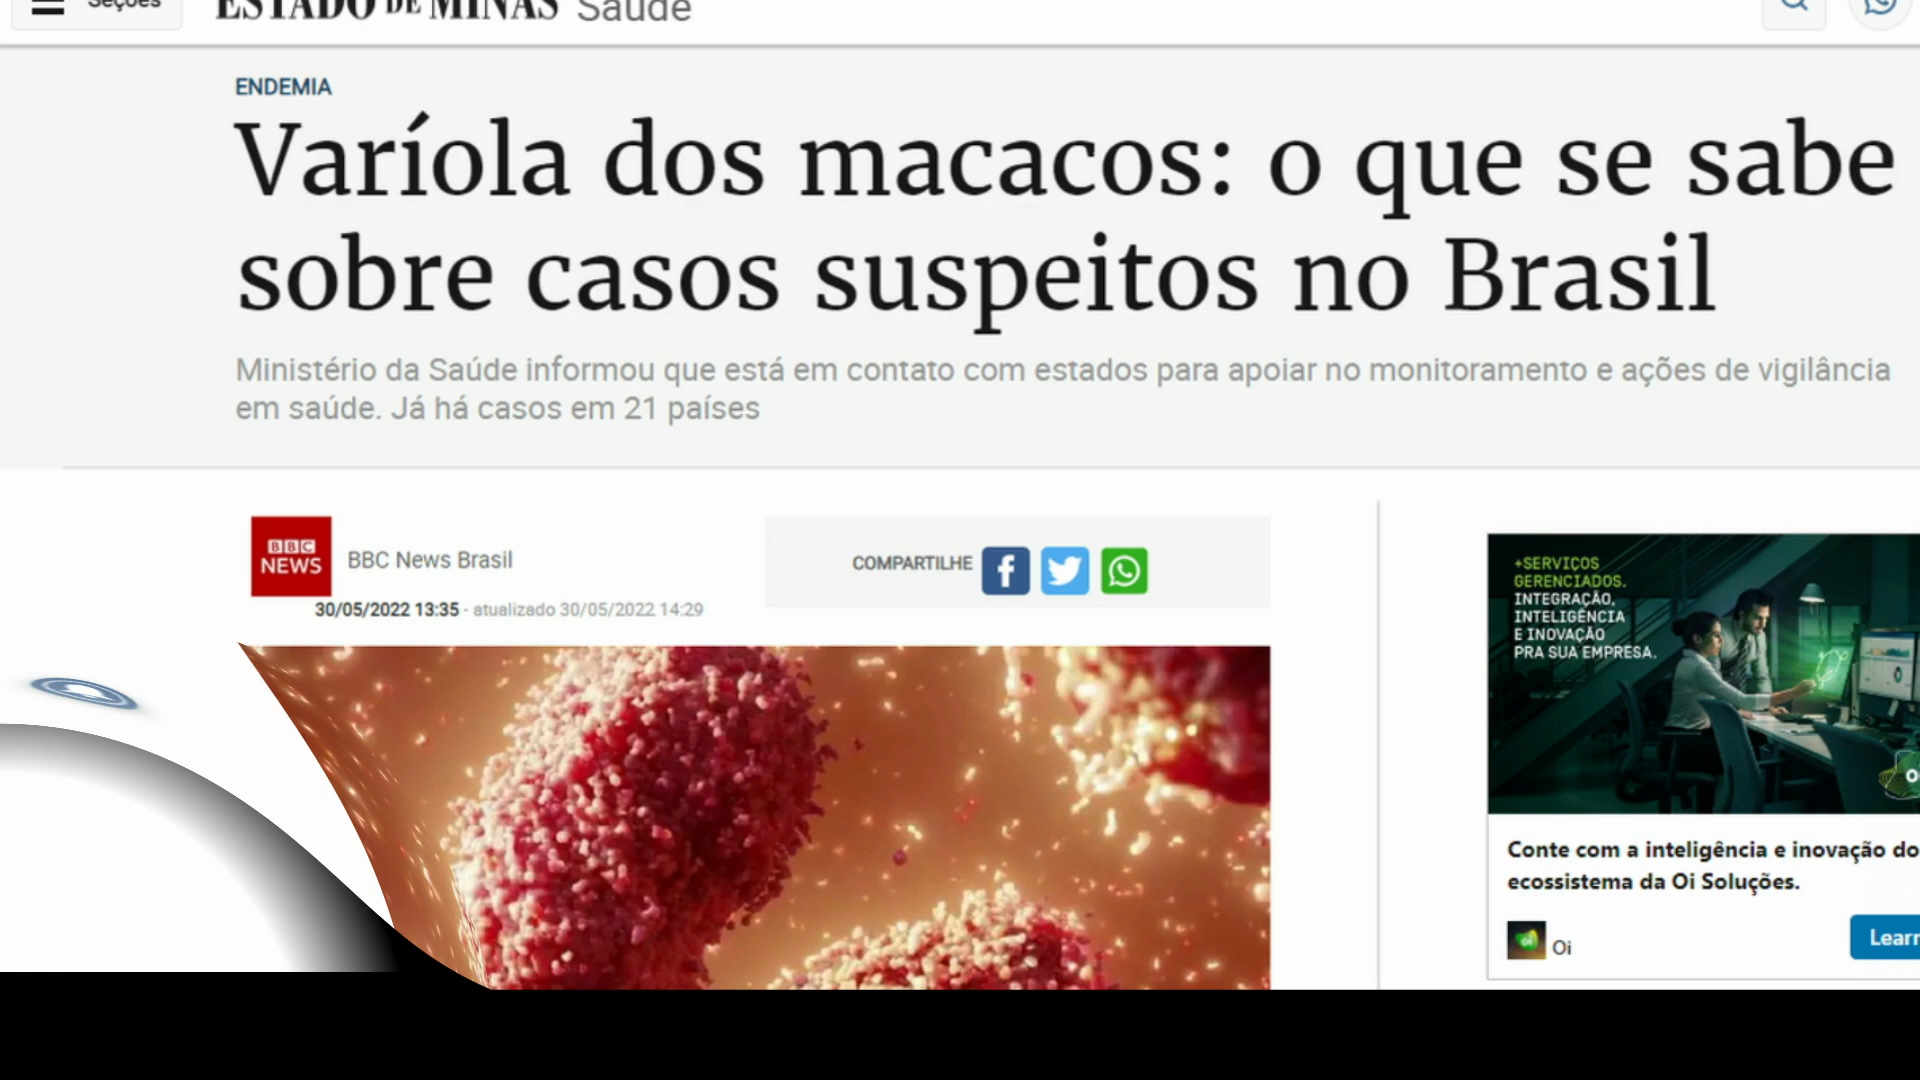 Seções
ESTADO DE MINAS Saúde
ENDEMIA
Varíola dos macacos: o que se sabe
sobre casos suspeitos no Brasil
Ministério da Saúde informou que está em contato com estados para apoiar no monitoramento e ações de vigilância
em saúde. Já há casos em 21 países
BBC
NEWS
BBC News Brasil
30/05/2022 13:35 - atualizado 30/05/2022 14:29
COMPARTILHE
+SERVIÇOS
GERENCIADOS.
INTEGRAÇÃO,
INTELIGÊNCIA
E INOVAÇÃO
PRA SUA EMPRESA.
Conte com a inteligência e inovação do
ecossistema da Oi Soluções.
oi
Oi
Learn